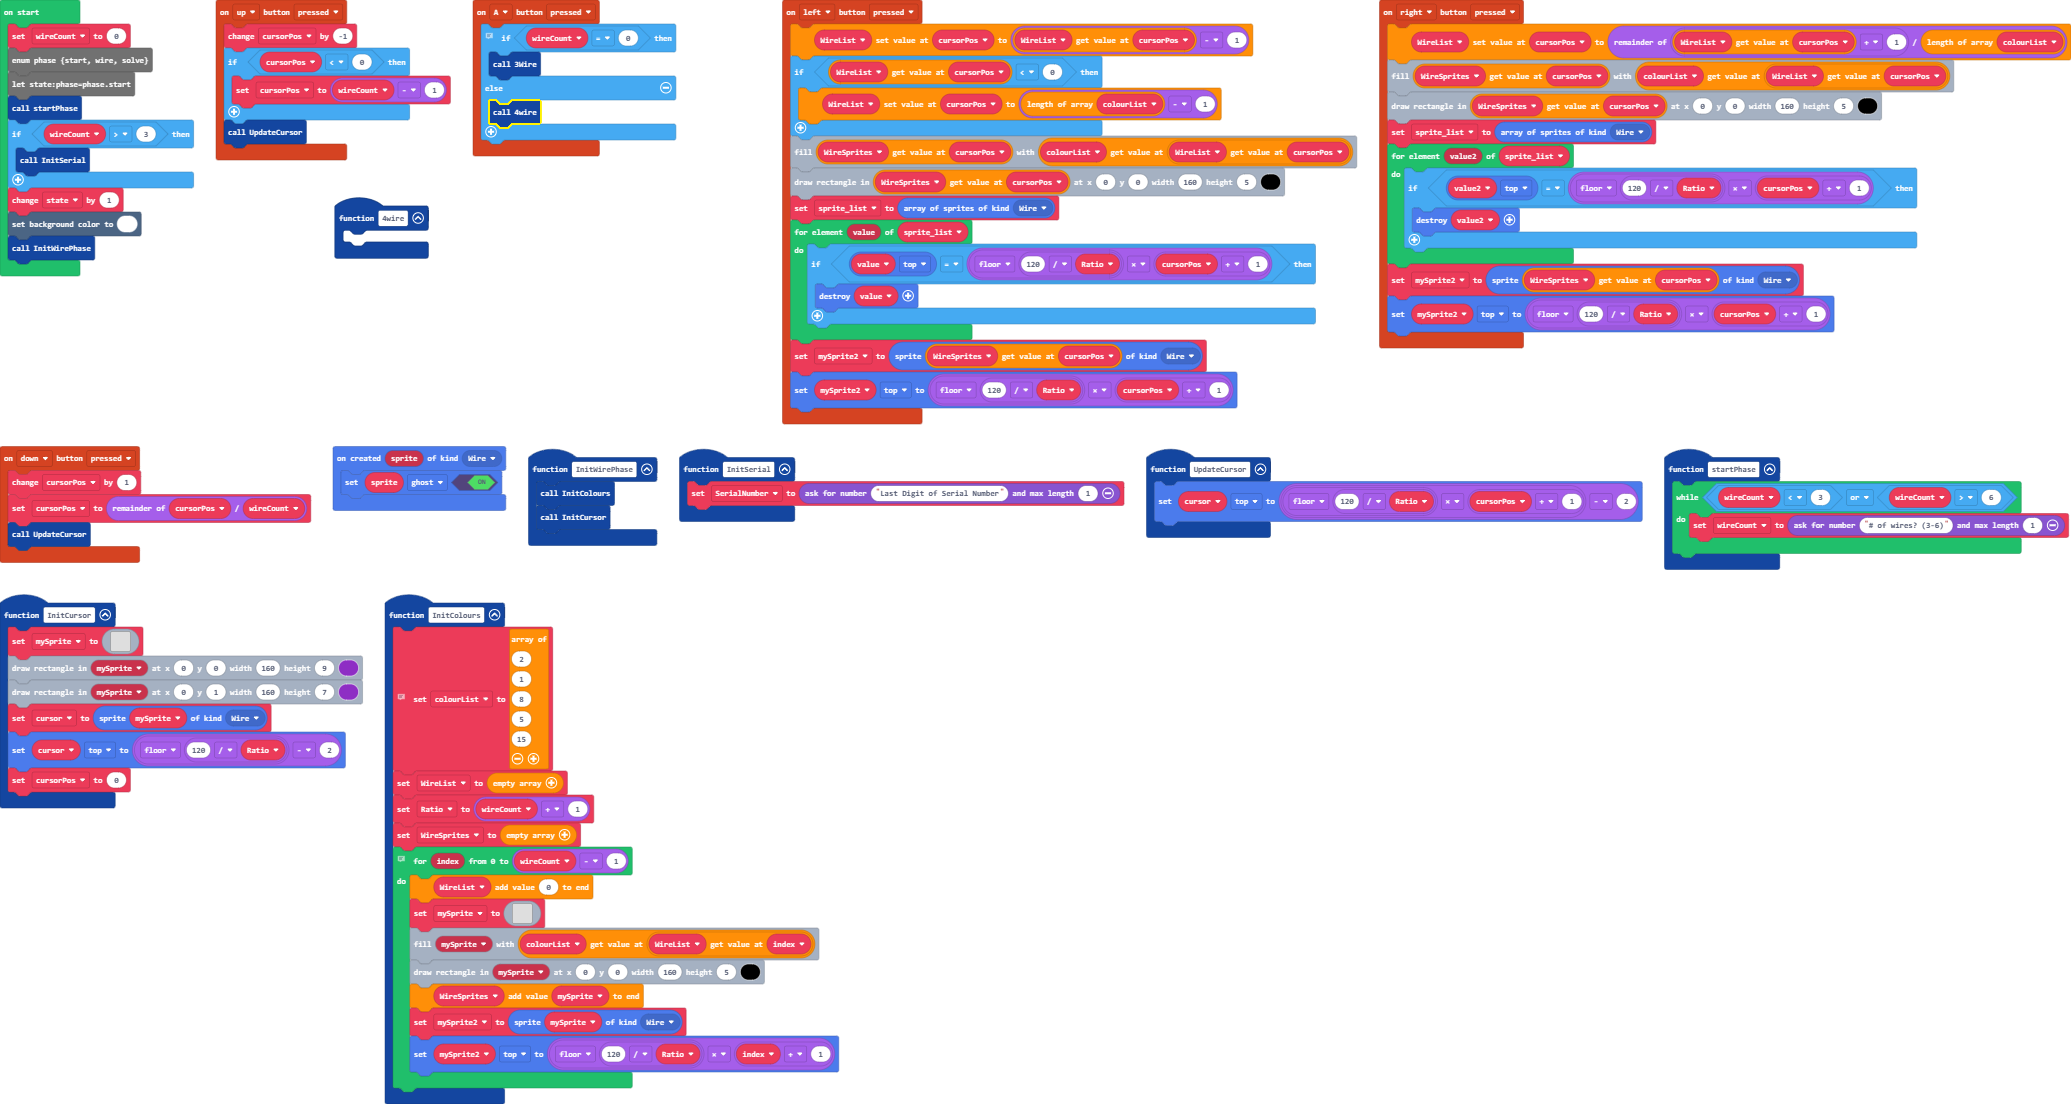 on start
set wireCount to 0
enum phase {start, wire, solve}
let state:phase=phase.start
call startPhase
if wireCount > 3 then
call InitSerial
change state by 1
set background color to
call InitWirePhase
on up button pressed
change cursorPos by -1
if cursorPos < 0 then
set cursorPos to wireCount - 1
call UpdateCursor
on A button pressed
if wireCount = 0 then
call 3Wire
else
call 4wire
function 4wire
on left button pressed
WireList set value at cursorPos to WireList get value at cursorPos - 1
if WireList get value at cursorPos < 0 then
WireList set value at cursorPos to length of array colourList - 1
fill WireSprites get value at cursorPos with colourList get value at WireList get value at cursorPos
draw rectangle in WireSprites get value at cursorPos at x 0 y 0 width 160 height 5
set sprite_list to array of sprites of kind Wire
for element value of sprite_list
do
if value top = floor 120 / Ratio × cursorPos + 1 then
destroy value
set mySprite2 to sprite WireSprites get value at cursorPos of kind Wire
set mySprite2 top to floor 120 / Ratio × cursorPos + 1
on right button pressed
WireList set value at cursorPos to remainder of WireList get value at cursorPos + 1 / length of array colourList
fill WireSprites get value at cursorPos with colourList get value at WireList get value at cursorPos
draw rectangle in WireSprites get value at cursorPos at x 0 y 0 width 160 height 5
set sprite_list to array of sprites of kind Wire
for element value2 of sprite_list
do
if value2 top = floor 120 / Ratio × cursorPos + 1 then
destroy value2
set mySprite2 to sprite WireSprites get value at cursorPos of kind Wire
set mySprite2 top to floor 120 / Ratio × cursorPos + 1
on down button pressed
change cursorPos by 1
set cursorPos to remainder of cursorPos / wireCount
call UpdateCursor
on created sprite of kind Wire
set sprite ghost ON
function InitWirePhase
call InitColours
call InitCursor
function InitSerial
set SerialNumber to ask for number "Last Digit of Serial Number" and max length 1
function UpdateCursor
set cursor top to floor 120 / Ratio × cursorPos + 1 - 2
function startPhase
while wireCount < 3 or wireCount > 6
do set wireCount to ask for number "# of wires? (3-6)" and max length 1
function InitCursor
set mySprite to
draw rectangle in mySprite at x 0 y 0 width 160 height 9
draw rectangle in mySprite at x 0 y 1 width 160 height 7
set cursor to sprite mySprite of kind Wire
set cursor top to floor 120 / Ratio - 2
set cursorPos to 0
function InitColours
set colourList to array of
2
1
8
5
15
set WireList to empty array
set Ratio to wireCount + 1
set WireSprites to empty array
for index from 0 to wireCount - 1
do
WireList add value 0 to end
set mySprite to
fill mySprite with colourList get value at WireList get value at index
draw rectangle in mySprite at x 0 y 0 width 160 height 5
WireSprites add value mySprite to end
set mySprite2 to sprite mySprite of kind Wire
set mySprite2 top to floor 120 / Ratio × index + 1